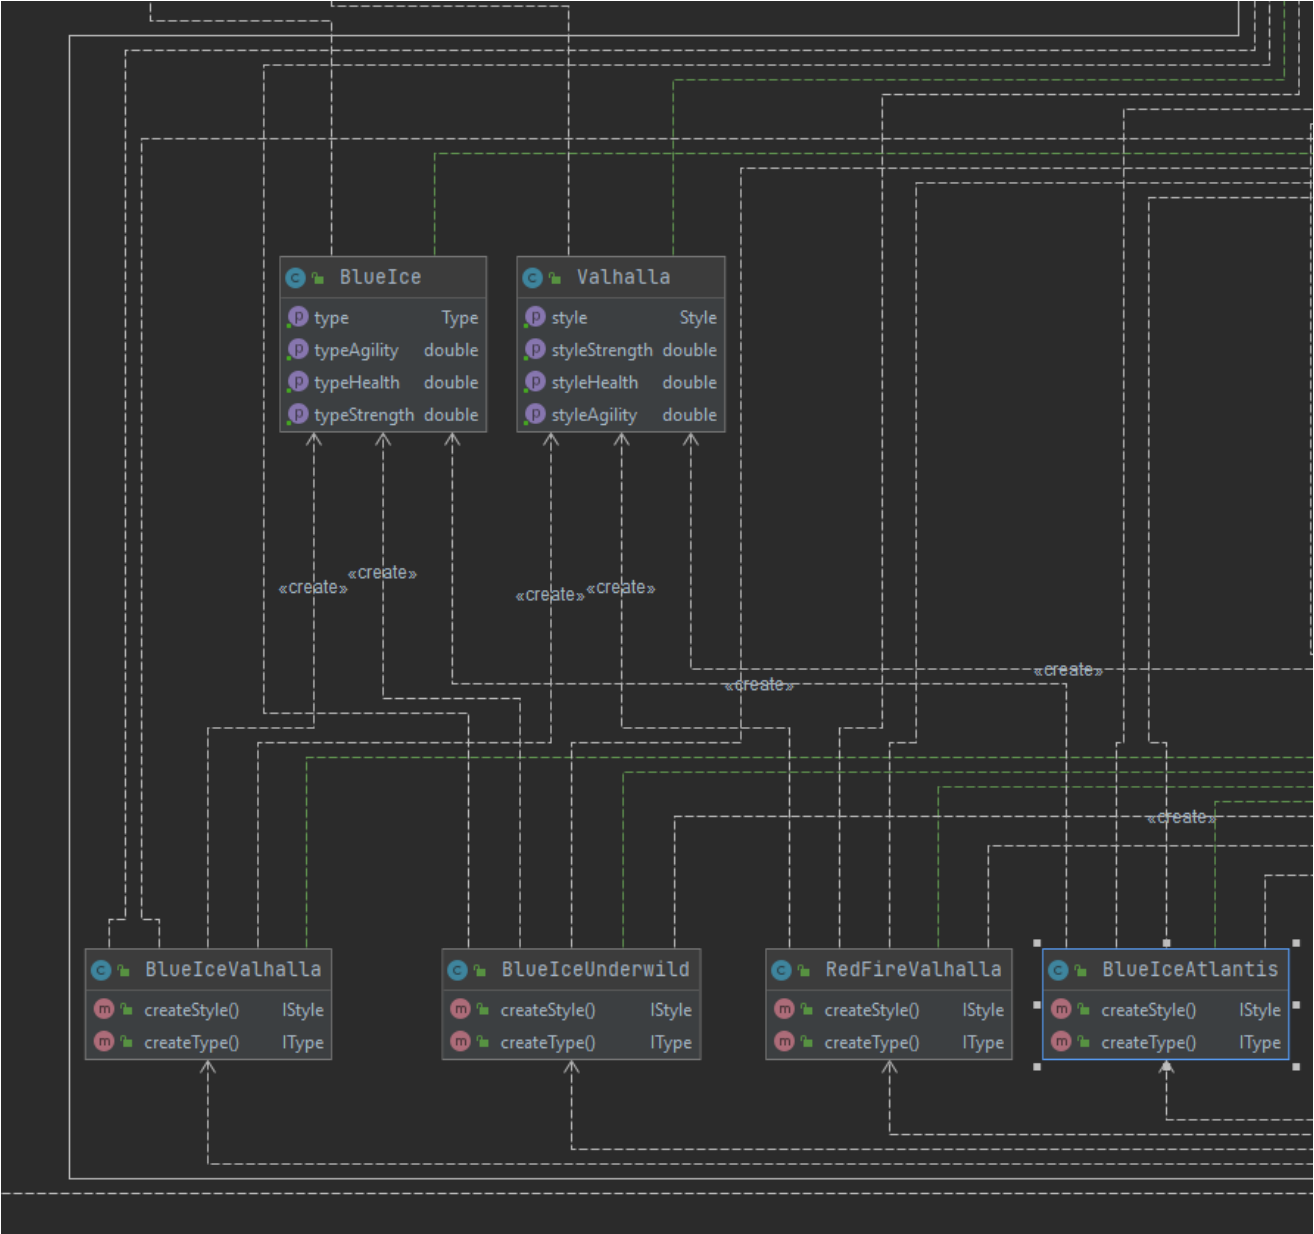 BlueIce
type Type
typeAgility double
typeHealth double
typeStrength double
Valhalla
style Style
styleStrength double
styleHealth double
styleAgility double
«create»
«create»
«create»
«create»
«create»
«create»
«create»
BlueIceValhalla
createStyle() IStyle
createType() IType
BlueIceUnderwild
createStyle() IStyle
createType() IType
RedFireValhalla
createStyle() IStyle
createType() IType
BlueIceAtlantis
createStyle() IStyle
createType() IType